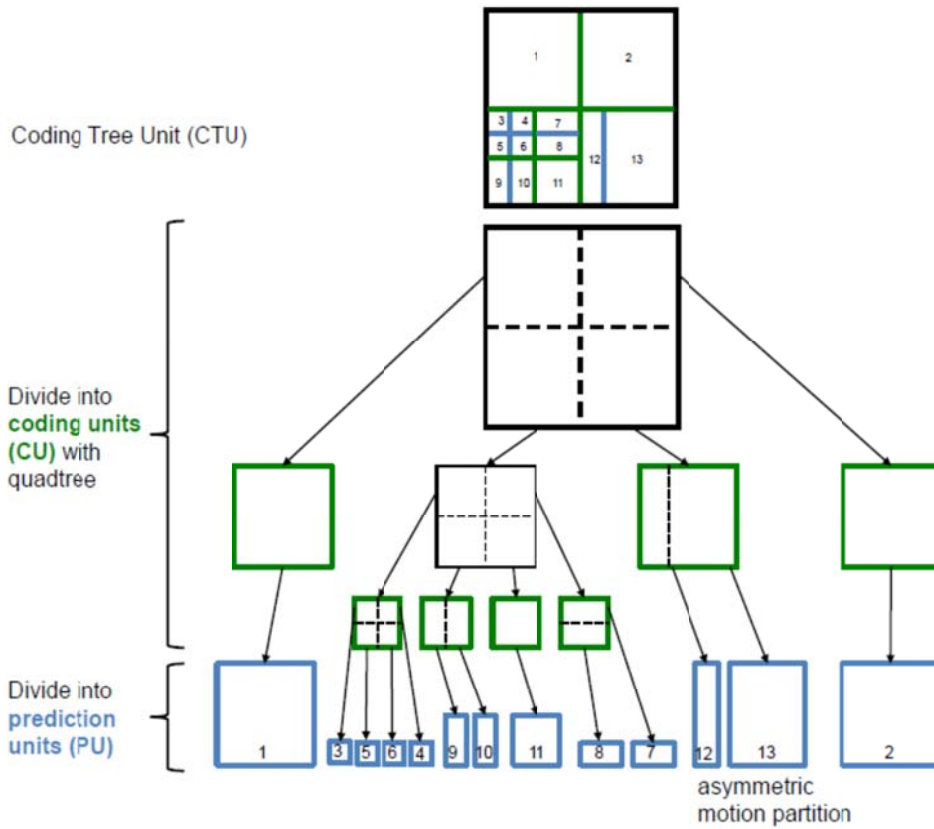 1 2
3 4 7
5 6 8
12 13
9 10 11
Coding Tree Unit (CTU)
Divide into
coding units
(CU) with
quadtree
Divide into
prediction
units (PU)
1 3 5 6 4 9 10 11 8 7 12 13 2
asymmetric
motion partition